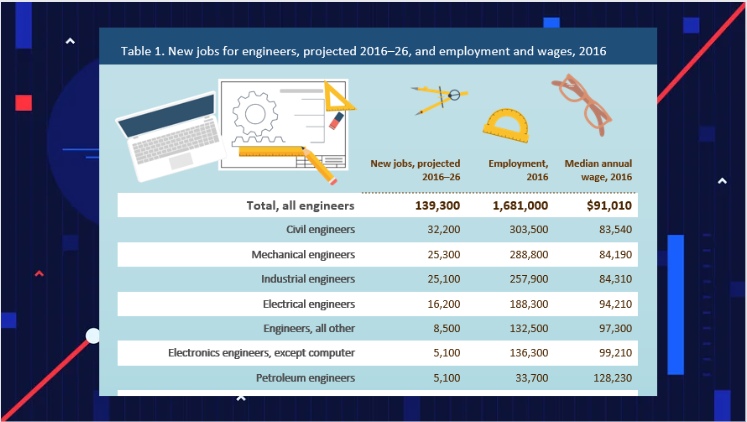 Table 1. New jobs for engineers, projected 2016–26, and employment and wages, 2016
New jobs, projected 2016–26 Employment, 2016 Median annual wage, 2016
Total, all engineers 139,300 1,681,000 $91,010
Civil engineers 32,200 303,500 83,540
Mechanical engineers 25,300 288,800 84,190
Industrial engineers 25,100 257,900 84,310
Electrical engineers 16,200 188,300 94,210
Engineers, all other 8,500 132,500 97,300
Electronics engineers, except computer 5,100 136,300 99,210
Petroleum engineers 5,100 33,700 128,230